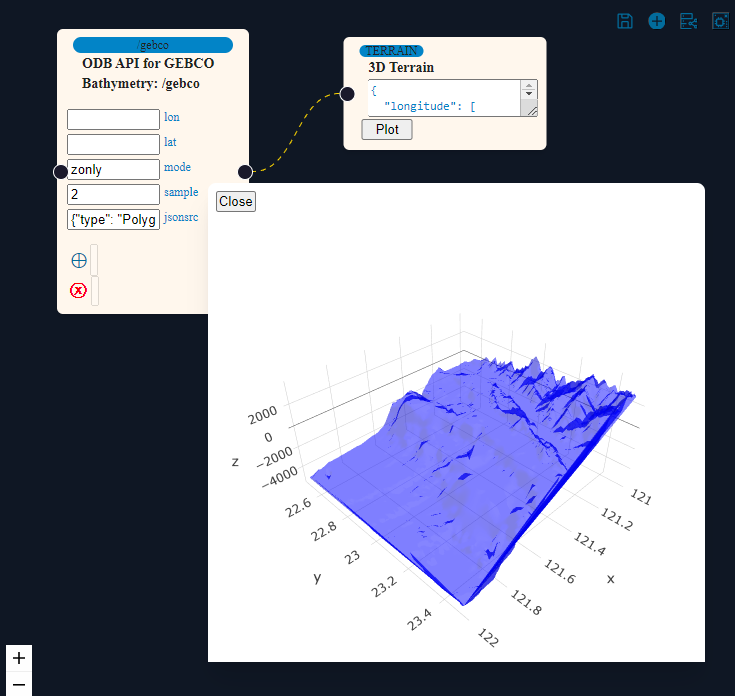 /gebco
ODB API for GEBCO
Bathymetry: /gebco
lon
lat
zonly mode
2 sample
{"type": "Polyg jsonsrc
TERRAIN
3D Terrain
{
"longitude": [
Plot
Close
2000
0
−2000
−4000
z
22.6
22.8
23
23.2
23.4
y
121
121.2
121.4
121.6
121.8
122
x
+
−